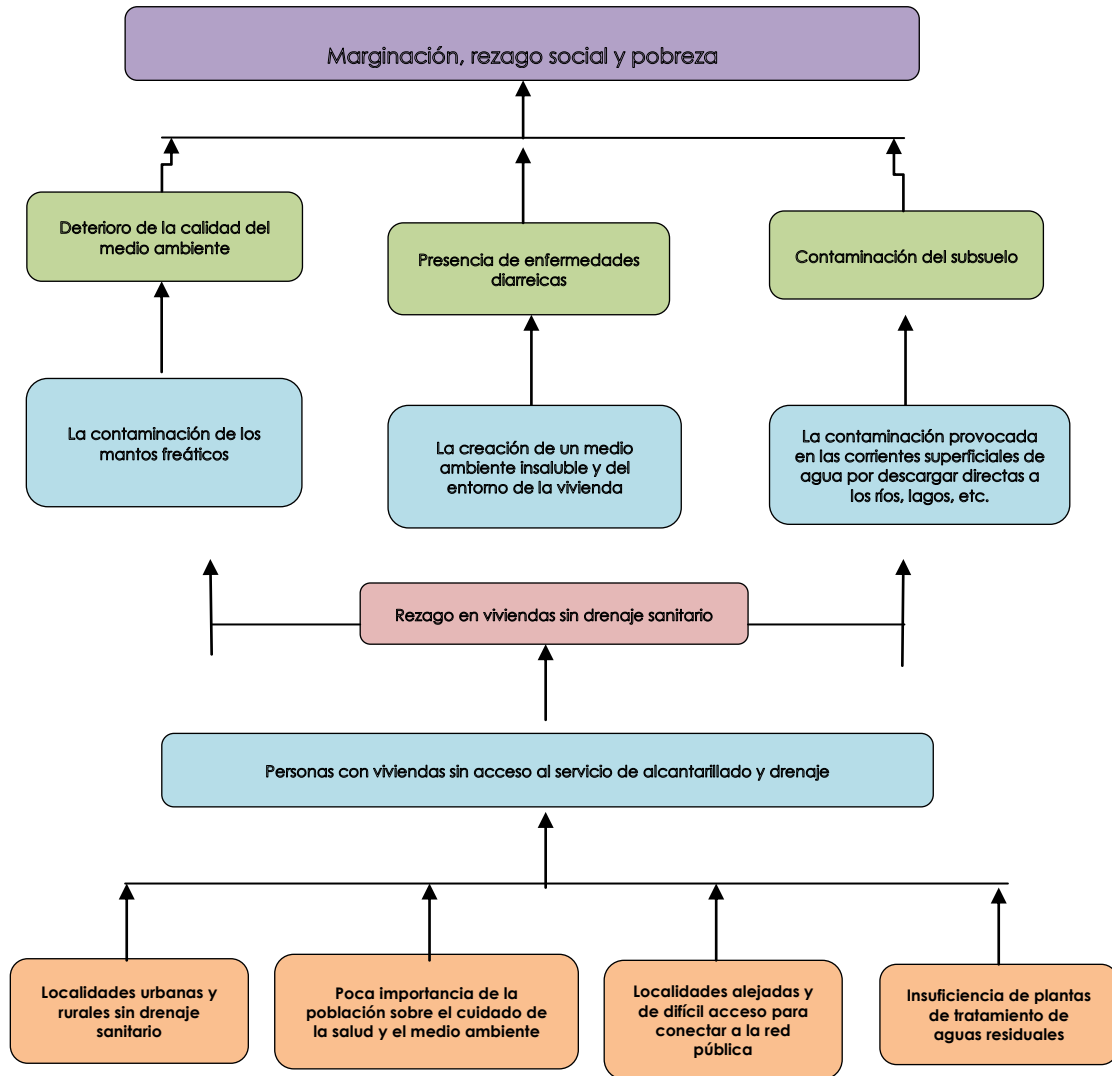 Marginación, rezago social y pobreza
Deterioro de la calidad del
medio ambiente
Presencia de enfermedades
diarreicas
Contaminación del subsuelo
La contaminación de los
mantos freáticos
La creación de un medio
ambiente insaluble y del
entorno de la vivienda
La contaminación provocada
en las corrientes superficiales de
agua por descargar directas a
los ríos, lagos, etc.
Rezago en viviendas sin drenaje sanitario
Personas con viviendas sin acceso al servicio de alcantarillado y drenaje
Localidades urbanas y
rurales sin drenaje
sanitario
Poca importancia de la
población sobre el cuidado de
la salud y el medio ambiente
Localidades alejadas y
de difícil acceso para
conectar a la red
pública
Insuficiencia de plantas
de tratamiento de
aguas residuales